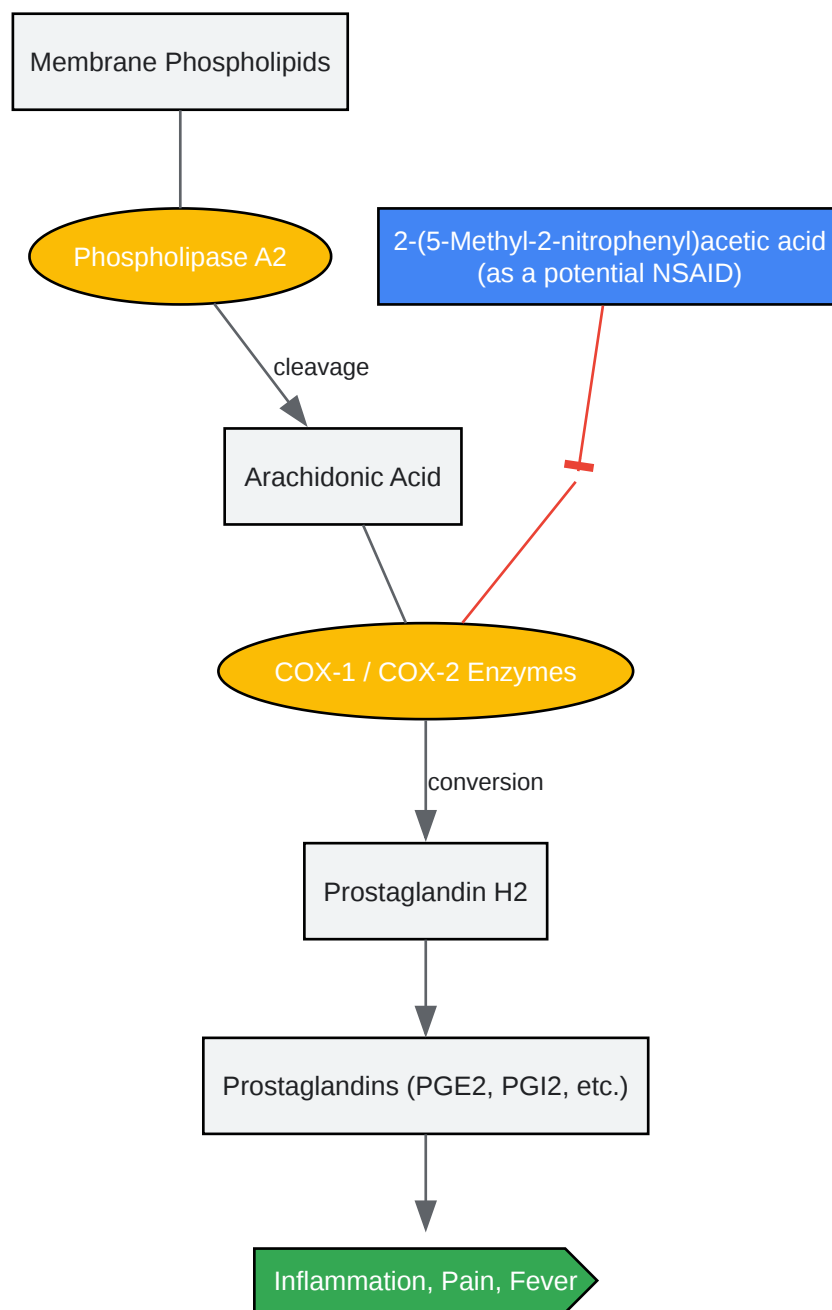 Membrane Phospholipids
Phospholipase A2
2-(5-Methyl-2-nitrophenyl)acetic acid
(as a potential NSAID)
cleavage
Arachidonic Acid
COX-1 / COX-2 Enzymes
conversion
Prostaglandin H2
Prostaglandins (PGE2, PGI2, etc.)
Inflammation, Pain, Fever